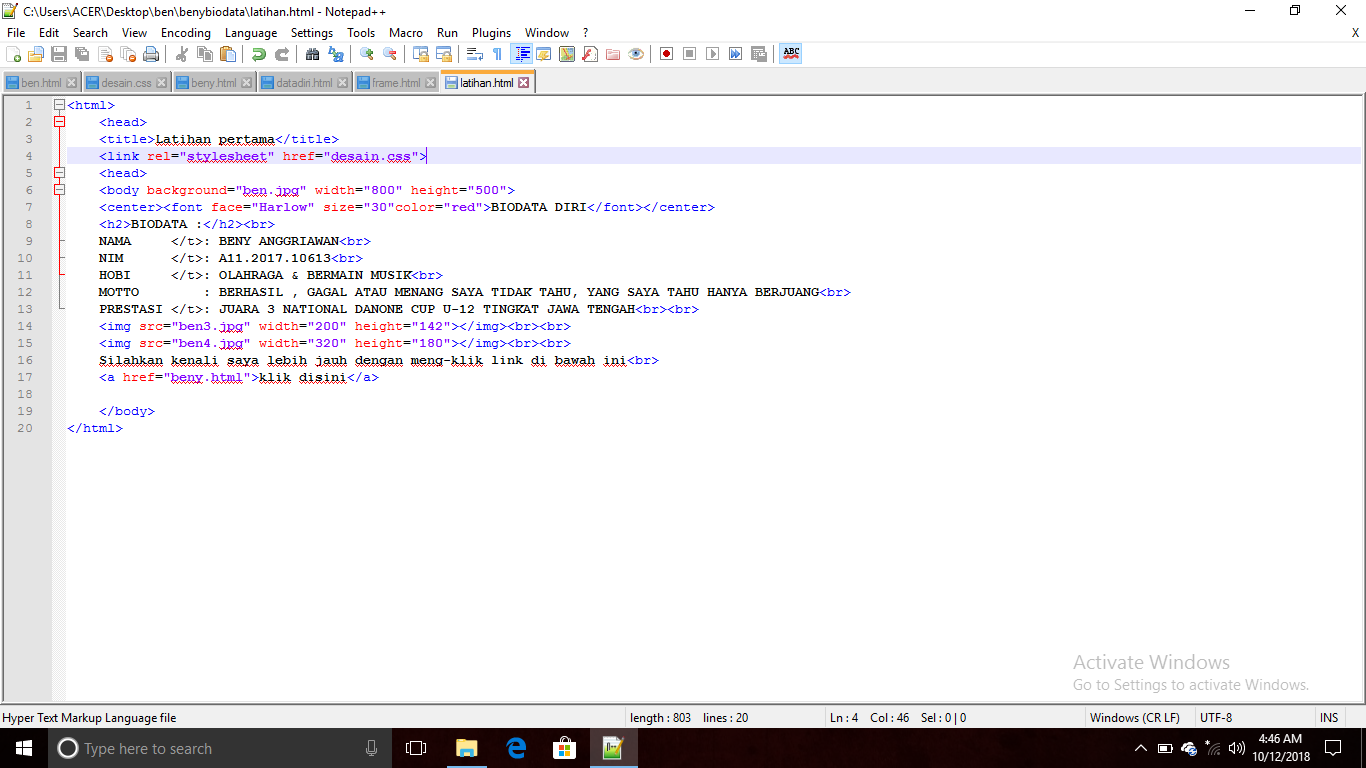 C:\Users\ACER\Desktop\ben\benybiodata\latihan.html - Notepad++
File Edit Search View Encoding Language Settings Tools Macro Run Plugins Window ? X
ABC
ben.html desain.css beny.html datadiri.html frame.html latihan.html
1 <html>
2 <head>
3 <title>Latihan pertama</title>
4 <link rel="stylesheet" href="desain.css">
5 <head>
6 <body background="ben.jpg" width="800" height="500">
7 <center><font face="Harlow" size="30"color="red">BIODATA DIRI</font></center>
8 <h2>BIODATA :</h2><br>
9 NAMA </t>: BENY ANGGRIAWAN<br>
10 NIM </t>: A11.2017.10613<br>
11 HOBI </t>: OLAHRAGA & BERMAIN MUSIK<br>
12 MOTTO : BERHASIL , GAGAL ATAU MENANG SAYA TIDAK TAHU, YANG SAYA TAHU HANYA BERJUANG<br>
13 PRESTASI </t>: JUARA 3 NATIONAL DANONE CUP U-12 TINGKAT JAWA TENGAH<br><br>
14 <img src="ben3.jpg" width="200" height="142"></img><br><br>
15 <img src="ben4.jpg" width="320" height="180"></img><br><br>
16 Silahkan kenali saya lebih jauh dengan meng-klik link di bawah ini<br>
17 <a href="beny.html">klik disini</a>
18
19 </body>
20 </html>
Activate Windows
Go to Settings to activate Windows.
Hyper Text Markup Language file length : 803 lines : 20 Ln : 4 Col : 46 Sel : 0 | 0 Windows (CR LF) UTF-8 INS
Type here to search
4:46 AM
10/12/2018